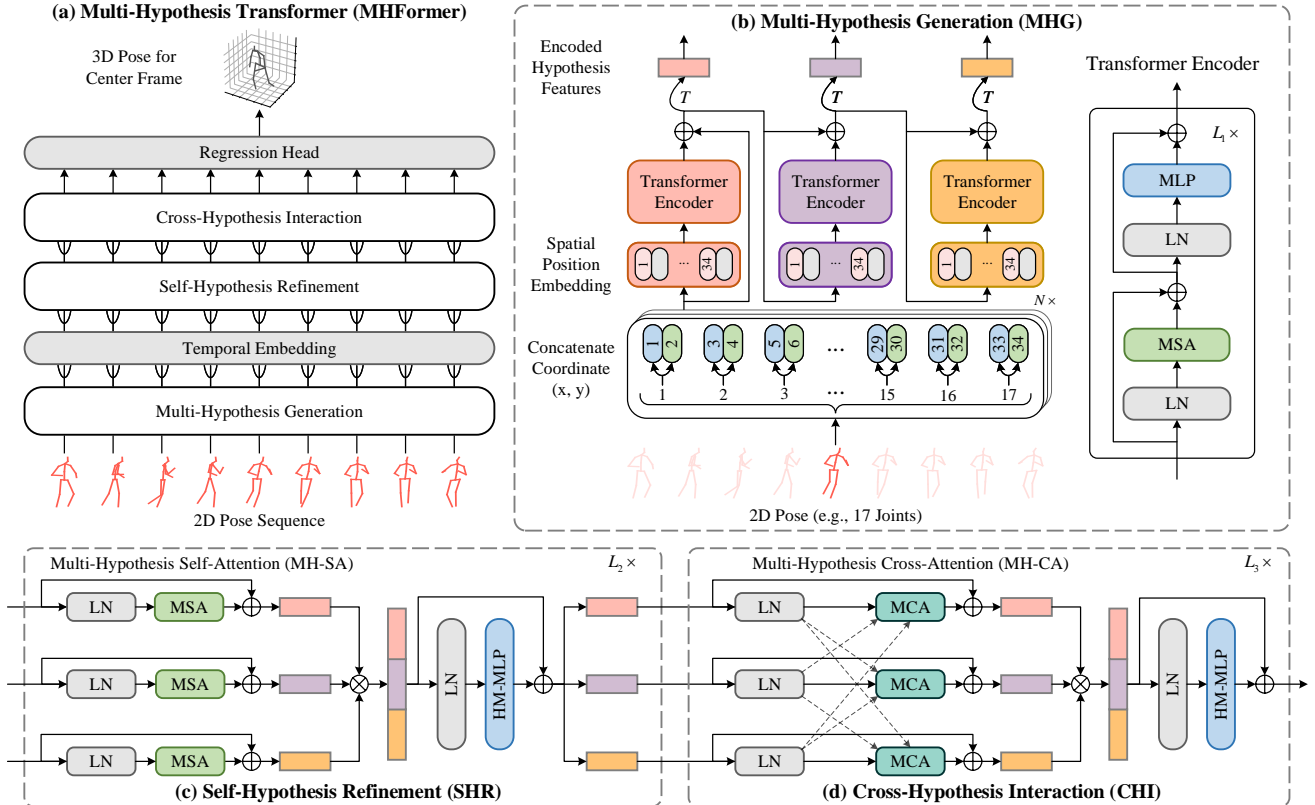 (a) Multi-Hypothesis Transformer (MHFormer)
3D Pose for
Center Frame
Regression Head
Cross-Hypothesis Interaction
Self-Hypothesis Refinement
Temporal Embedding
Multi-Hypothesis Generation
2D Pose Sequence
(b) Multi-Hypothesis Generation (MHG)
Encoded
Hypothesis
Features
T
T
T
Transformer
Encoder
Transformer
Encoder
Transformer
Encoder
Spatial
Position
Embedding
1 ... 34
1 ... 34
1 ... 34
N ×
Concatenate
Coordinate
(x, y)
1 2 3 4 5 6 ... 29 30 31 32 33 34
1 2 3 ... 15 16 17
2D Pose (e.g., 17 Joints)
Transformer Encoder
L1 ×
MLP
LN
MSA
LN
Multi-Hypothesis Self-Attention (MH-SA)
L2 ×
LN MSA
LN MSA
LN MSA
LN
HM-MLP
(c) Self-Hypothesis Refinement (SHR)
Multi-Hypothesis Cross-Attention (MH-CA)
L3 ×
LN MCA
LN MCA
LN MCA
LN
HM-MLP
(d) Cross-Hypothesis Interaction (CHI)